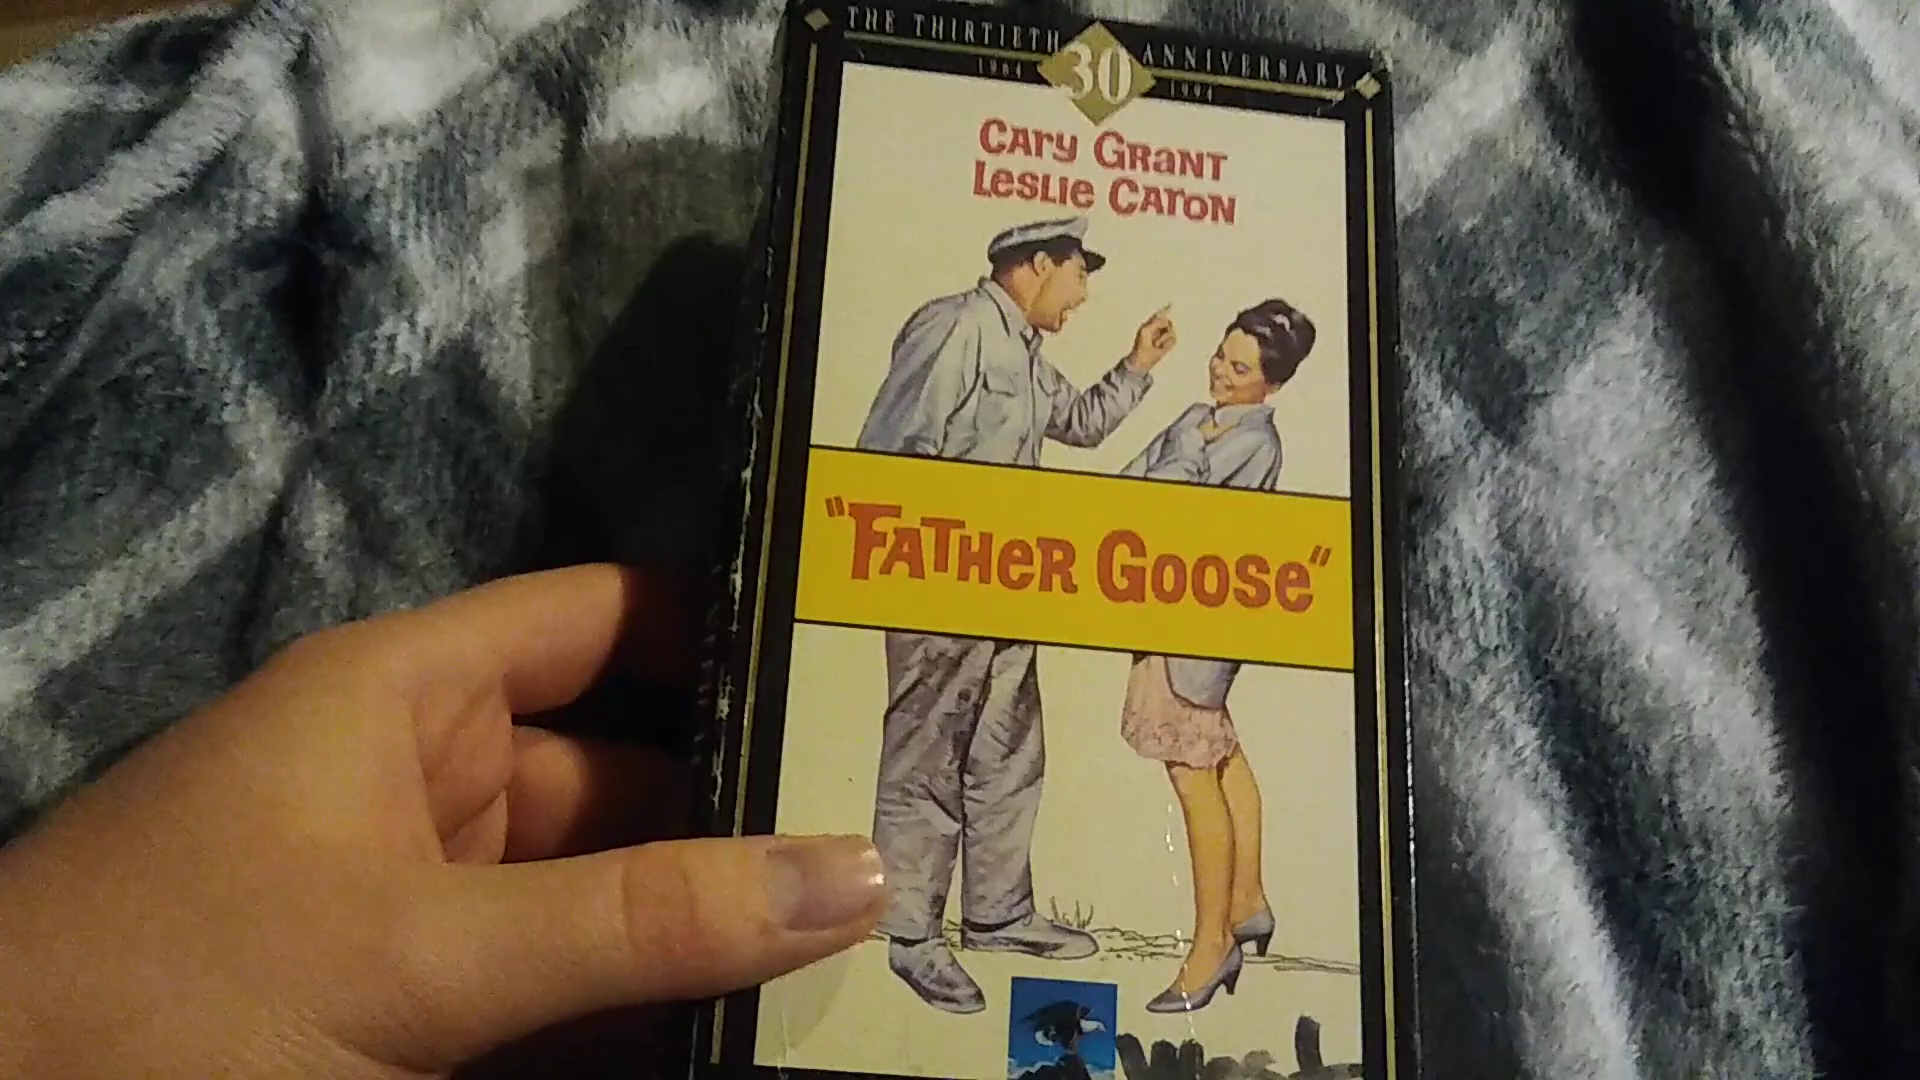 THE THIRTIETH 30 ANNIVERSARY
1964 1994
Cary Grant
Leslie Caron
"Father Goose"